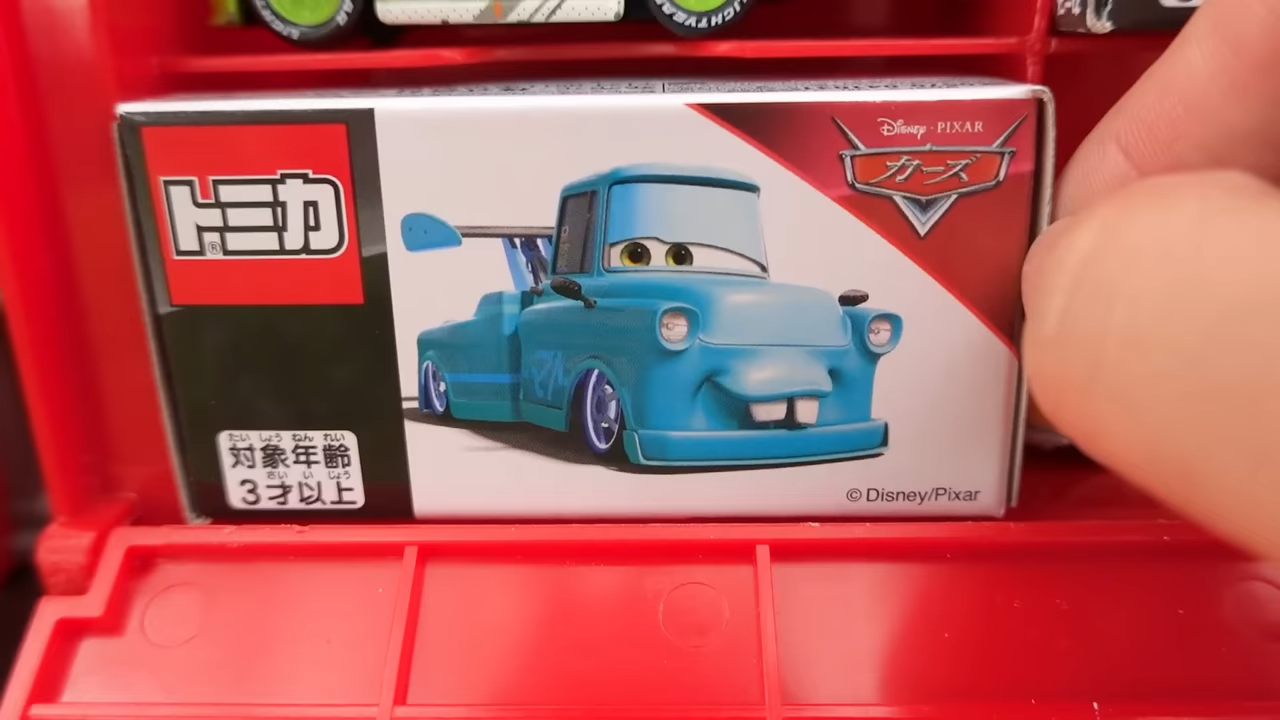 LIGHTYEAR
トミカ
®
たいしょう ねん れい
対象年齢
さい い じょう
3才以上
Disney · PIXAR
カーズ
©Disney/Pixar